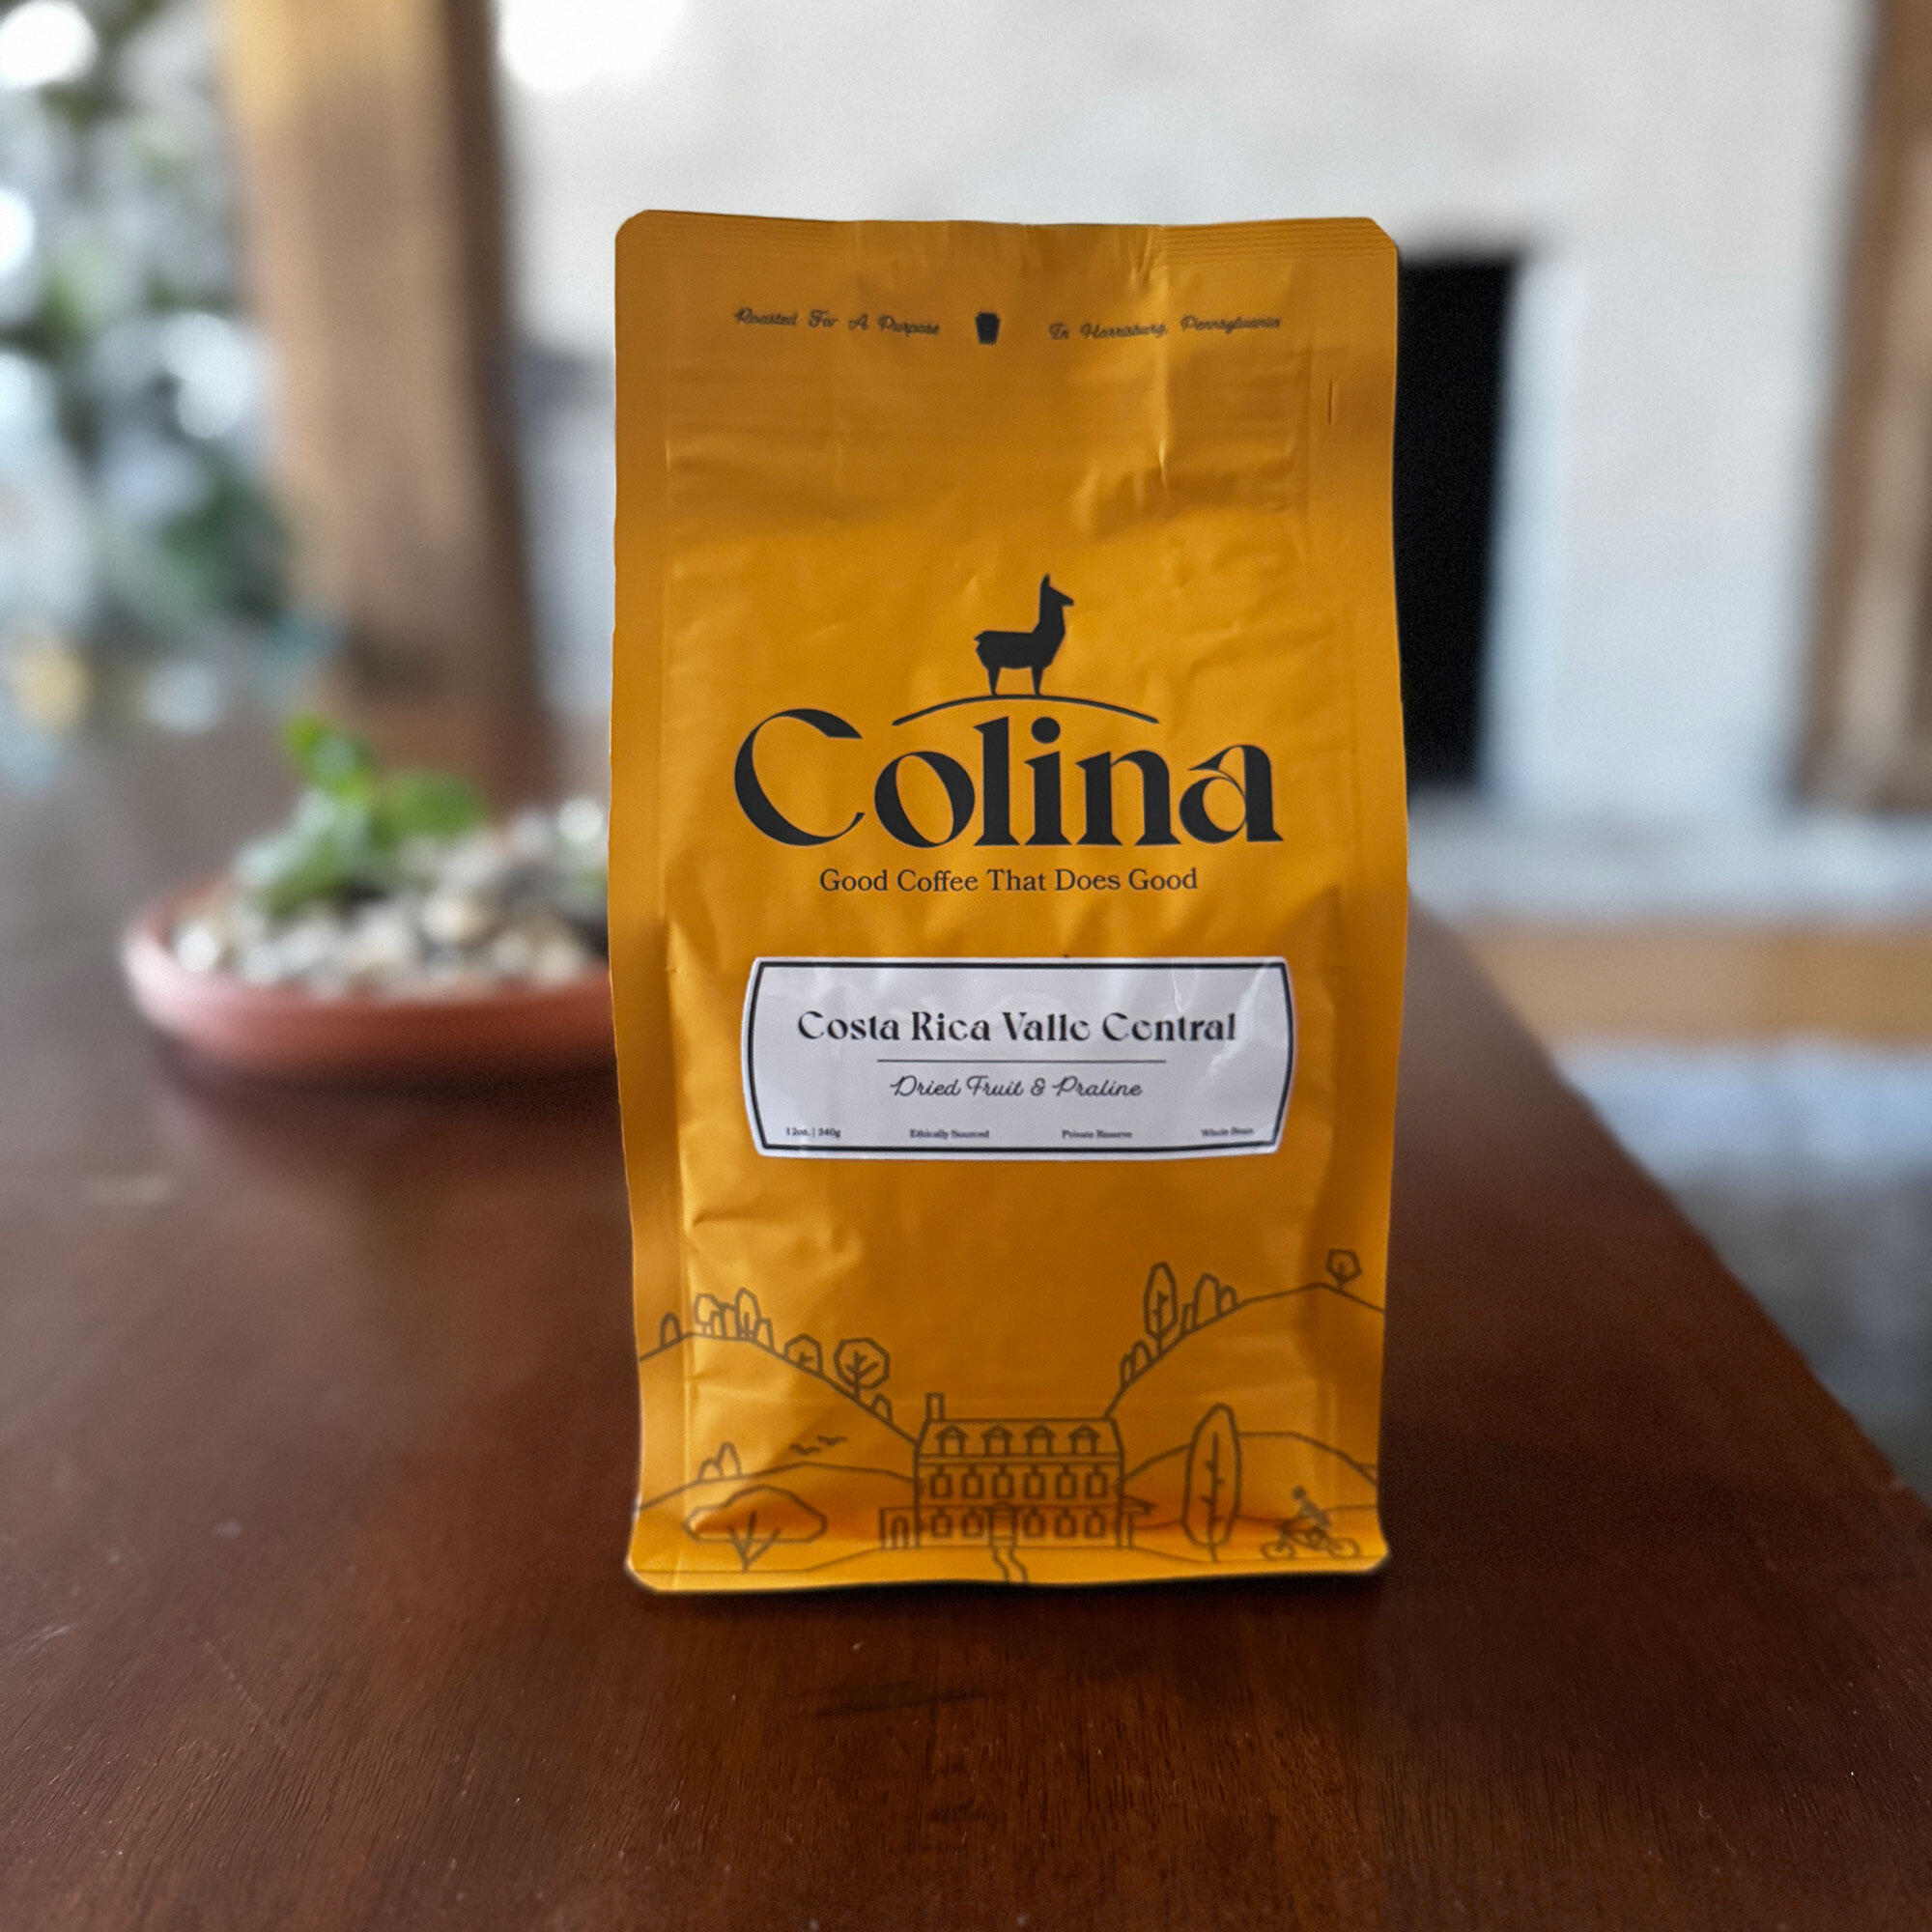 Roasted For A Purpose In Harrisburg, Pennsylvania
Colina
Good Coffee That Does Good
Costa Rica Valle Central
Dried Fruit & Praline
12oz. | 340g Ethically Sourced Private Reserve Whole Bean